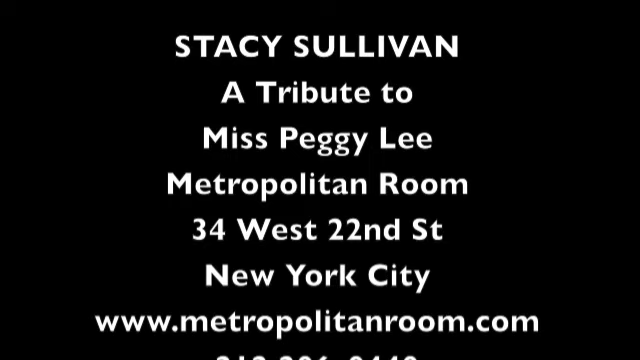 STACY SULLIVAN
A Tribute to
Miss Peggy Lee
Metropolitan Room
34 West 22nd St
New York City
www.metropolitanroom.com